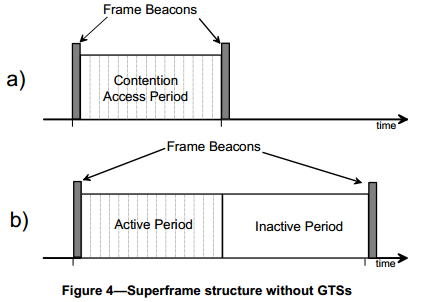 Frame Beacons
a)
Contention
Access Period
time
Frame Beacons
b)
Active Period
Inactive Period
time
Figure 4—Superframe structure without GTSs